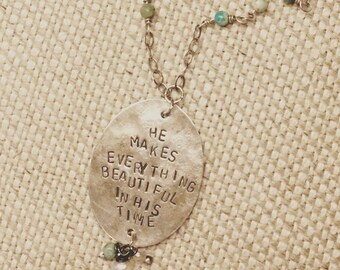 HE
MAKES
EVERYTHING
BEAUTIFUL
IN HIS
TIME